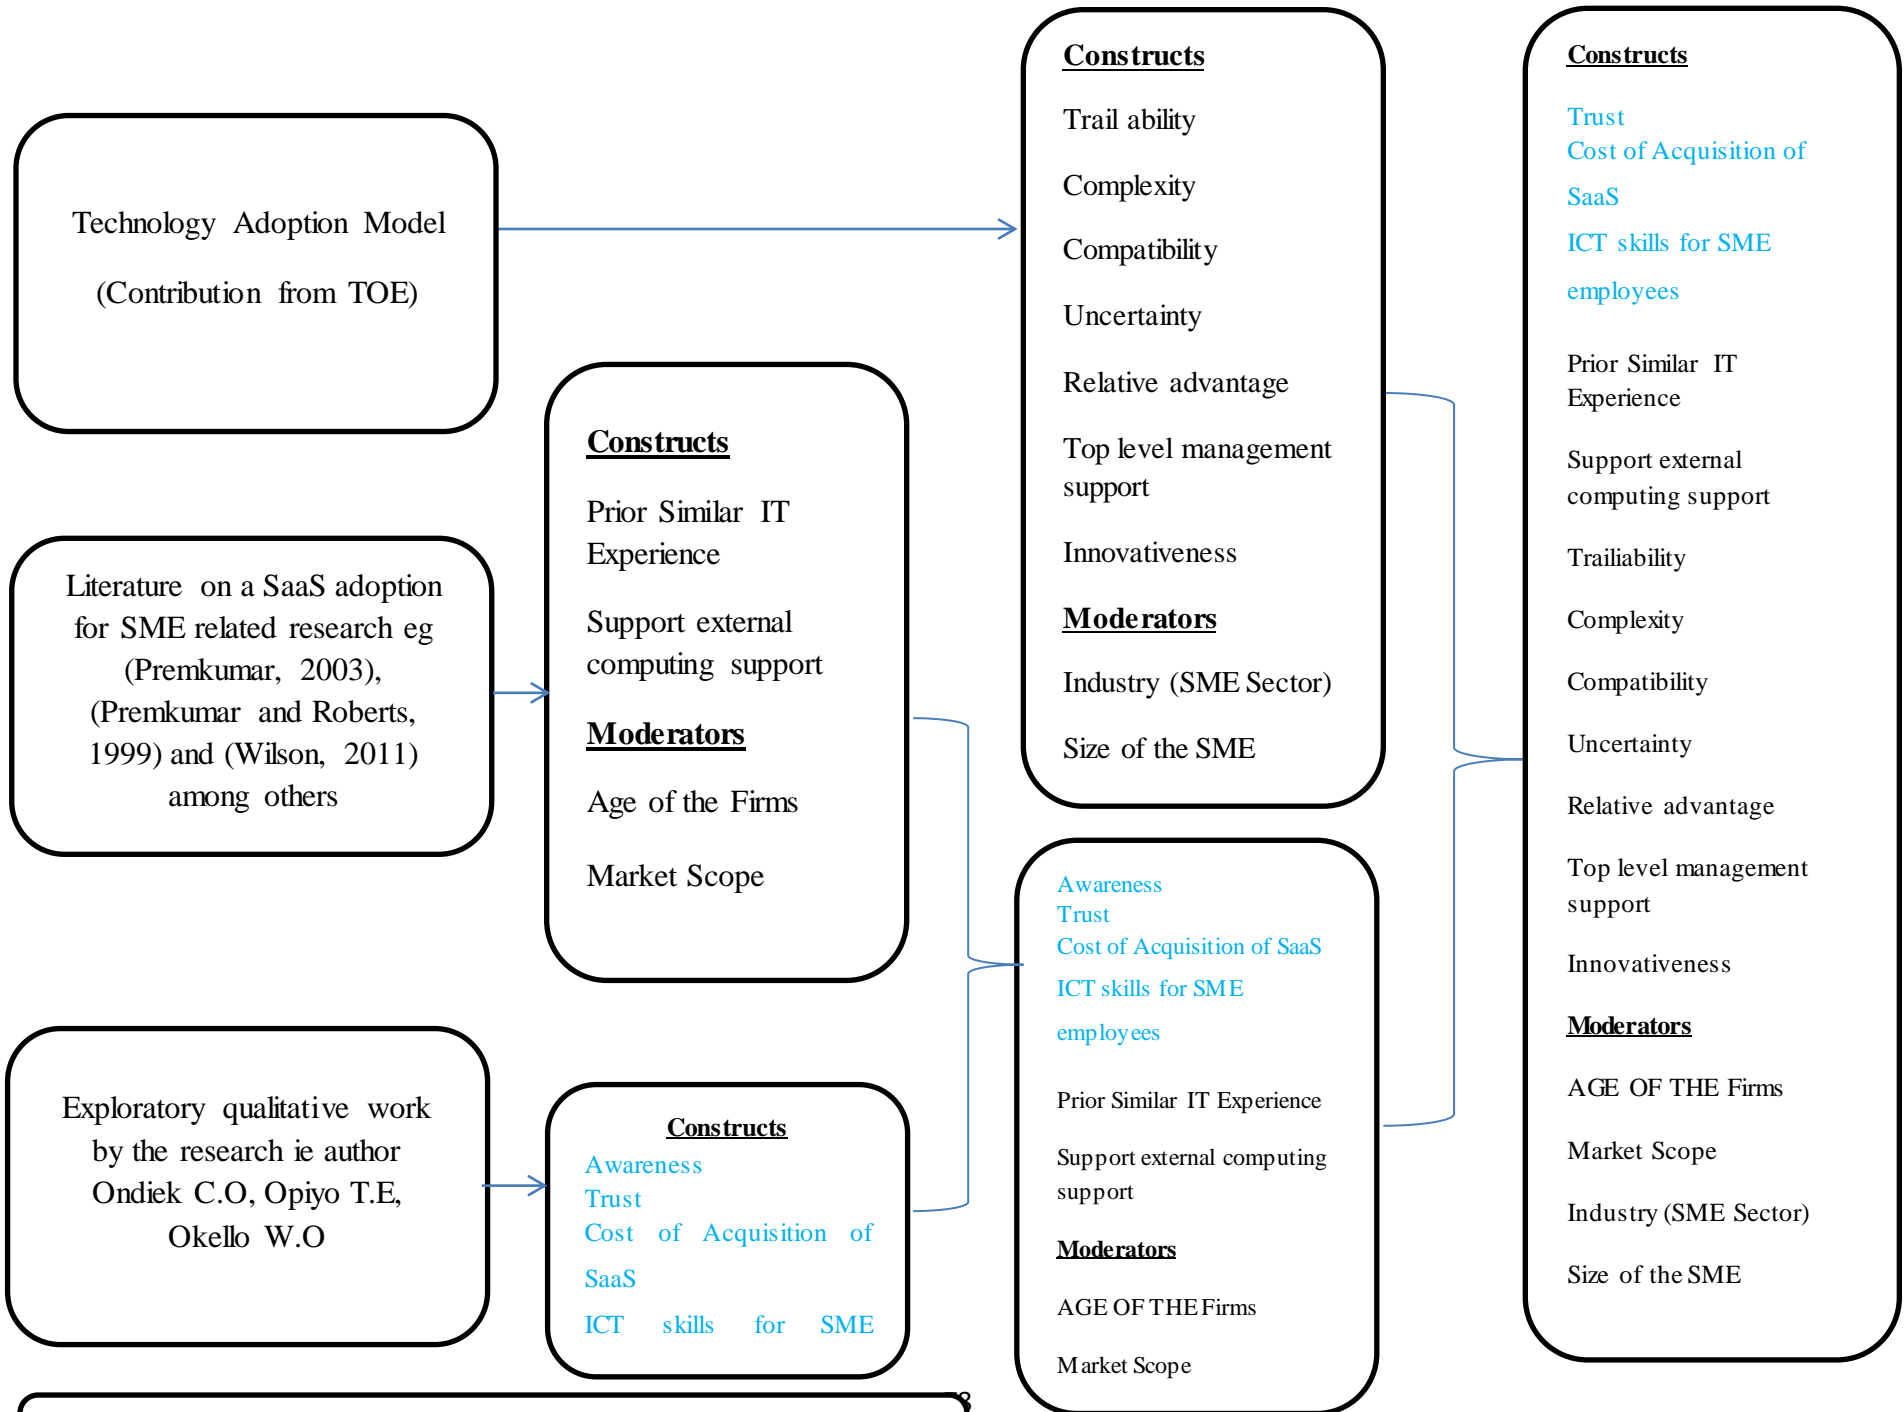 Technology Adoption Model
(Contribution from TOE)
Literature on a SaaS adoption
for SME related research eg
(Premkumar, 2003),
(Premkumar and Roberts,
1999) and (Wilson, 2011)
among others
Exploratory qualitative work
by the research ie author
Ondiek C.O, Opiyo T.E,
Okello W.O
Constructs
Prior Similar IT
Experience
Support external
computing support
Moderators
Age of the Firms
Market Scope
Constructs
Awareness
Trust
Cost of Acquisition of
SaaS
ICT skills for SME
Constructs
Trail ability
Complexity
Compatibility
Uncertainty
Relative advantage
Top level management
support
Innovativeness
Moderators
Industry (SME Sector)
Size of the SME
Awareness
Trust
Cost of Acquisition of SaaS
ICT skills for SME
employees
Prior Similar IT Experience
Support external computing
support
Moderators
AGE OF THE Firms
Market Scope
Constructs
Trust
Cost of Acquisition of
SaaS
ICT skills for SME
employees
Prior Similar IT
Experience
Support external
computing support
Trailiability
Complexity
Compatibility
Uncertainty
Relative advantage
Top level management
support
Innovativeness
Moderators
AGE OF THE Firms
Market Scope
Industry (SME Sector)
Size of the SME